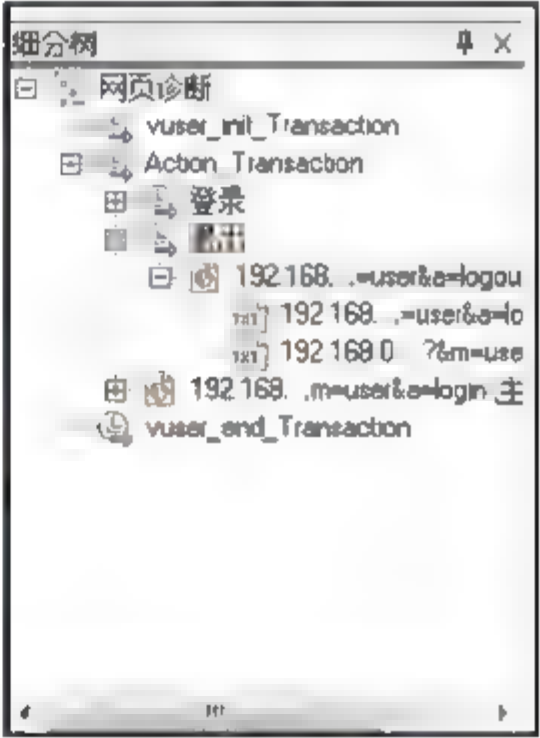 细分树
网页诊断
vuser_init_Transaction
Action_Transaction
登录
192.168. .=user&a=logou
192.168. .=user&a=lo
192.168.0 ?&m=use
192.168. .m=user&a=login 主
vuser_end_Transaction